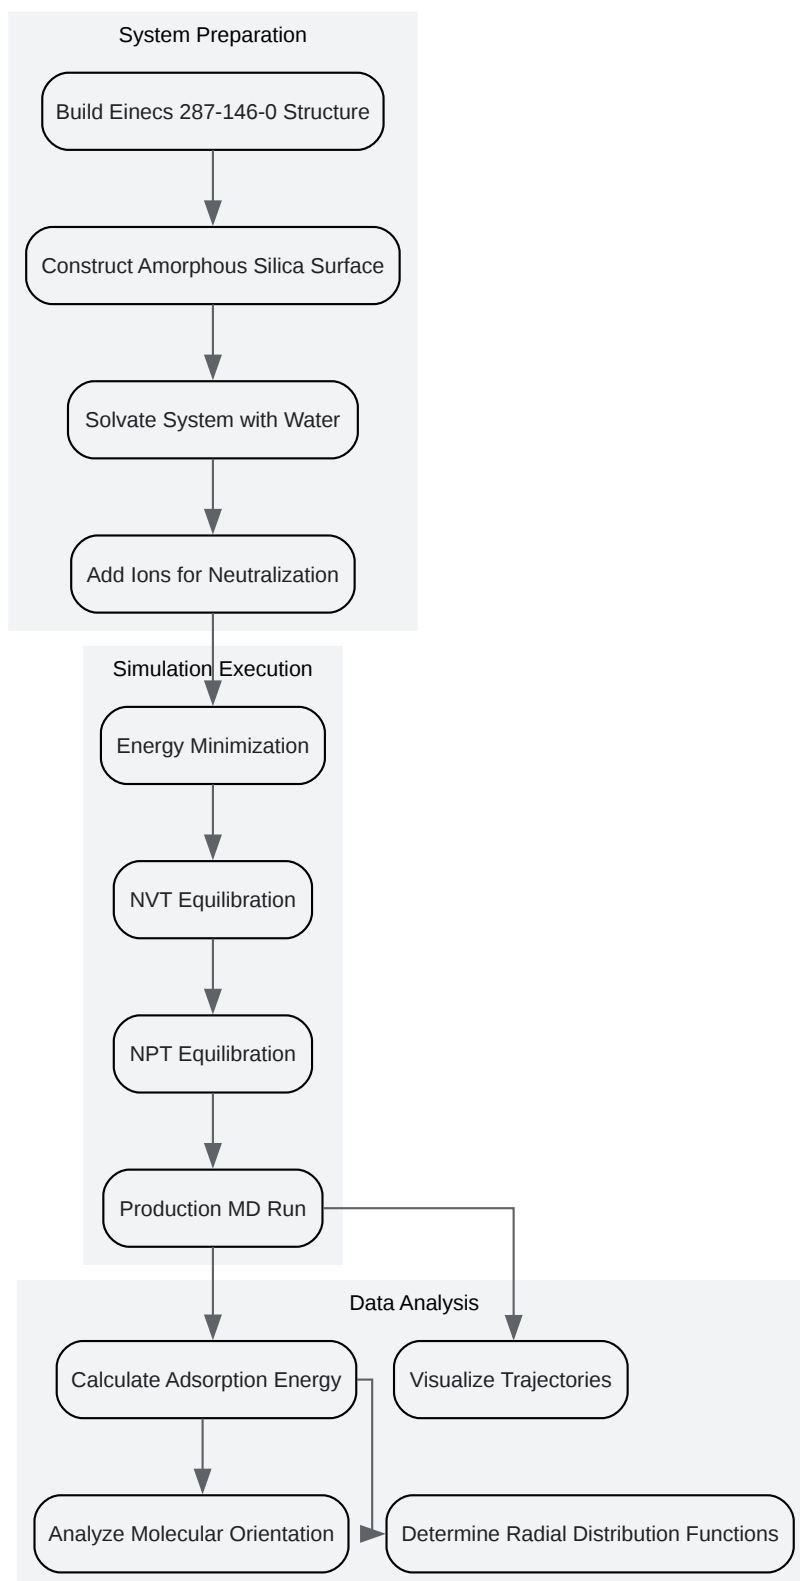 System Preparation
Build Einecs 287-146-0 Structure
Construct Amorphous Silica Surface
Solvate System with Water
Add Ions for Neutralization
Simulation Execution
Energy Minimization
NVT Equilibration
NPT Equilibration
Production MD Run
Data Analysis
Calculate Adsorption Energy
Visualize Trajectories
Analyze Molecular Orientation
Determine Radial Distribution Functions